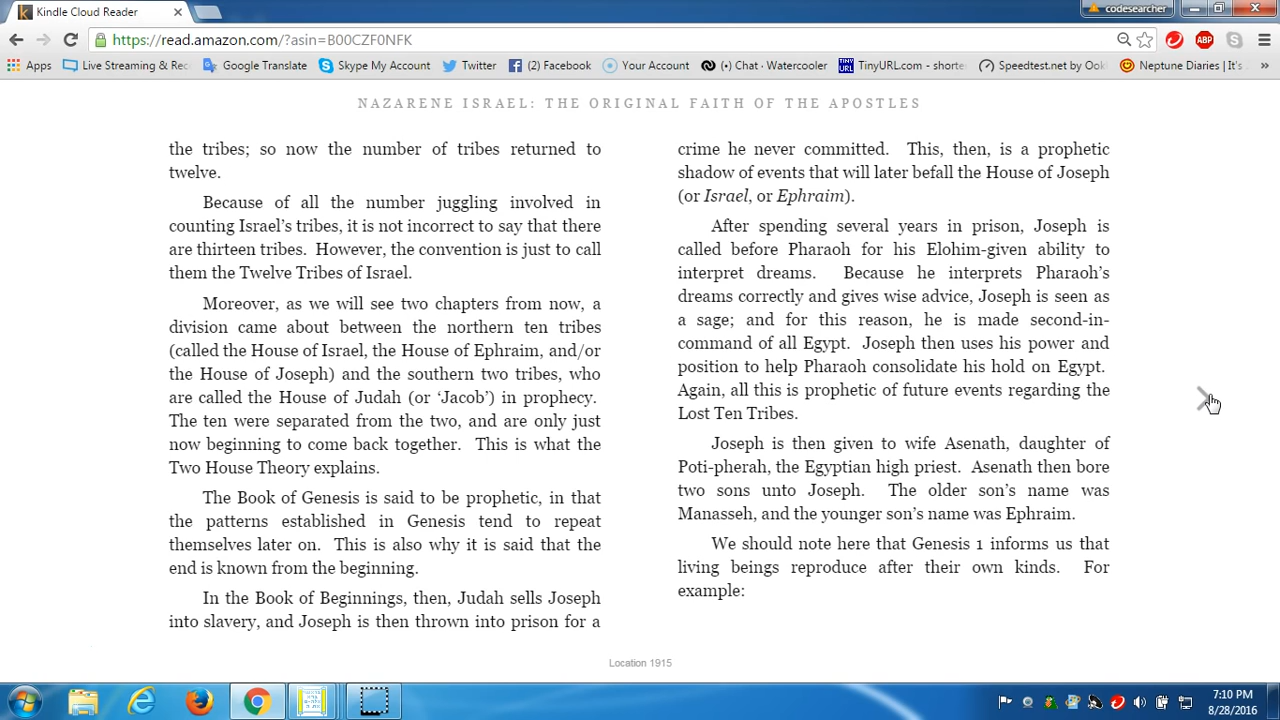 Kindle Cloud Reader
codesearcher
https://read.amazon.com/?asin=B00CZF0NFK
ABP
Apps
Live Streaming & Rec
Google Translate
Skype My Account
Twitter
(2) Facebook
Your Account
(•) Chat · Watercooler
TINY URL
TinyURL.com - shorte
Speedtest.net by Ook
Neptune Diaries | It's
»
NAZARENE ISRAEL: THE ORIGINAL FAITH OF THE APOSTLES
the tribes; so now the number of tribes returned to
twelve.
Because of all the number juggling involved in
counting Israel's tribes, it is not incorrect to say that there
are thirteen tribes. However, the convention is just to call
them the Twelve Tribes of Israel.
Moreover, as we will see two chapters from now, a
division came about between the northern ten tribes
(called the House of Israel, the House of Ephraim, and/or
the House of Joseph) and the southern two tribes, who
are called the House of Judah (or 'Jacob') in prophecy.
The ten were separated from the two, and are only just
now beginning to come back together. This is what the
Two House Theory explains.
The Book of Genesis is said to be prophetic, in that
the patterns established in Genesis tend to repeat
themselves later on. This is also why it is said that the
end is known from the beginning.
In the Book of Beginnings, then, Judah sells Joseph
into slavery, and Joseph is then thrown into prison for a
crime he never committed. This, then, is a prophetic
shadow of events that will later befall the House of Joseph
(or Israel, or Ephraim).
After spending several years in prison, Joseph is
called before Pharaoh for his Elohim-given ability to
interpret dreams. Because he interprets Pharaoh's
dreams correctly and gives wise advice, Joseph is seen as
a sage; and for this reason, he is made second-in-
command of all Egypt. Joseph then uses his power and
position to help Pharaoh consolidate his hold on Egypt.
Again, all this is prophetic of future events regarding the
Lost Ten Tribes.
Joseph is then given to wife Asenath, daughter of
Poti-pherah, the Egyptian high priest. Asenath then bore
two sons unto Joseph. The older son's name was
Manasseh, and the younger son's name was Ephraim.
We should note here that Genesis 1 informs us that
living beings reproduce after their own kinds. For
example:
Location 1915
7:10 PM
8/28/2016